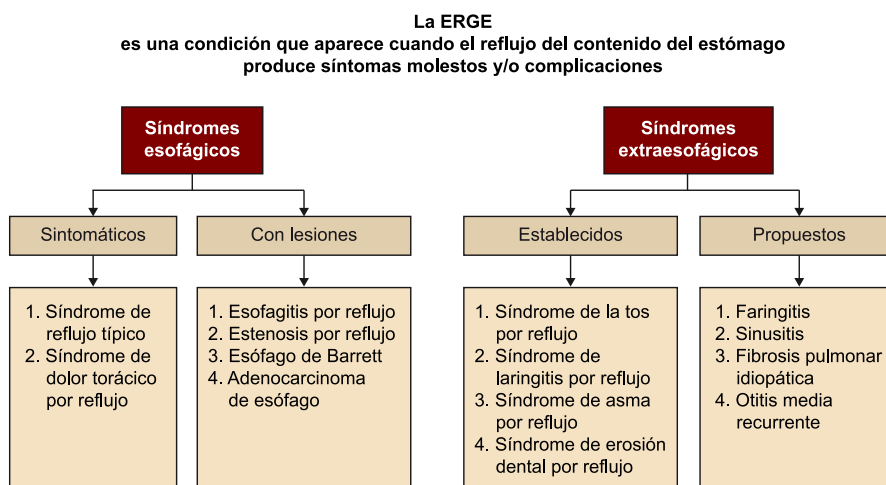 La ERGE
es una condición que aparece cuando el reflujo del contenido del estómago
produce síntomas molestos y/o complicaciones
Síndromes
esofágicos
Síndromes
extraesofágicos
Sintomáticos
Con lesiones
Establecidos
Propuestos
1. Síndrome de
reflujo típico
2. Síndrome de
dolor torácico
por reflujo
1. Esofagitis por reflujo
2. Estenosis por reflujo
3. Esófago de Barrett
4. Adenocarcinoma
de esófago
1. Síndrome de la tos
por reflujo
2. Síndrome de
laringitis por reflujo
3. Síndrome de asma
por reflujo
4. Síndrome de erosión
dental por reflujo
1. Faringitis
2. Sinusitis
3. Fibrosis pulmonar
idiopática
4. Otitis media
recurrente